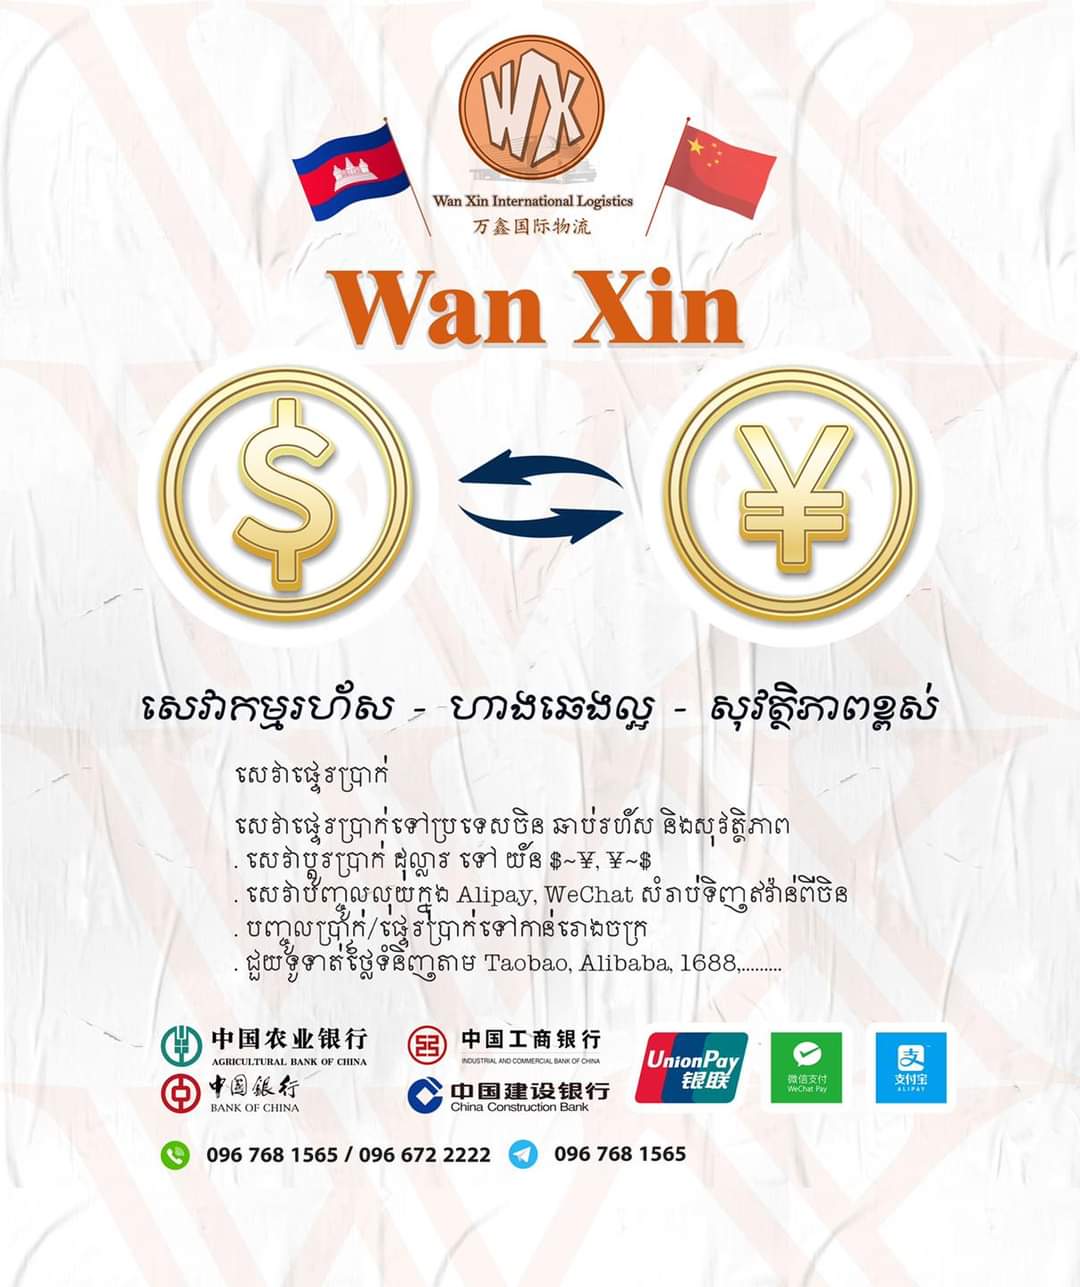 WX
Wan Xin International Logistics
万鑫国际物流
Wan Xin
$ ¥
សេវាកម្មរហ័ស - ហាងឆេងល្អ - សុវត្ថិភាពខ្ពស់
សេវាផ្ទេរប្រាក់
សេវាផ្ទេរប្រាក់ទៅប្រទេសចិន ឆាប់រហ័ស និងសុវត្ថិភាព
. សេវាប្តូរប្រាក់ ដុល្លារ ទៅ យ័ន $~¥, ¥~$
. សេវាបញ្ចូលលុយក្នុង Alipay, WeChat សំរាប់ទិញឥវ៉ាន់ពីចិន
. បញ្ចូលប្រាក់/ផ្ទេរប្រាក់ទៅកាន់រោងចក្រ
. ជួយទូទាត់ថ្លៃទំនិញតាម Taobao, Alibaba, 1688,.........
中国农业银行
AGRICULTURAL BANK OF CHINA
中国工商银行
INDUSTRIAL AND COMMERCIAL BANK OF CHINA
中国银行
BANK OF CHINA
中国建设银行
China Construction Bank
UnionPay
银联
微信支付
WeChat Pay
支
支付宝
ALIPAY
096 768 1565 / 096 672 2222 096 768 1565